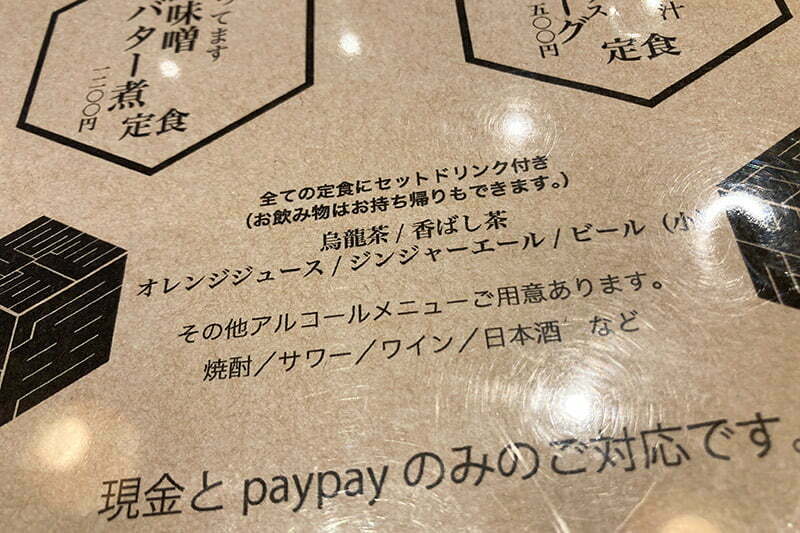 ってます
味噌
バター煮
定食
一二〇〇円
汁
ス
ーグ
定食
五〇〇円
全ての定食にセットドリンク付き
(お飲み物はお持ち帰りもできます。)
烏龍茶 / 香ばし茶
オレンジジュース / ジンジャーエール / ビール（小
その他アルコールメニューご用意あります。
焼酎／サワー／ワイン／日本酒 など
現金と paypay のみのご対応です。